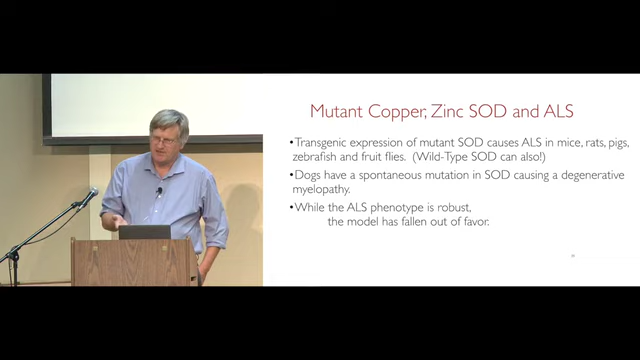 Mutant Copper, Zinc SOD and ALS
•Transgenic expression of mutant SOD causes ALS in mice, rats, pigs,
zebrafish and fruit flies. (Wild-Type SOD can also!)
•Dogs have a spontaneous mutation in SOD causing a degenerative
myelopathy.
•While the ALS phenotype is robust,
the model has fallen out of favor.